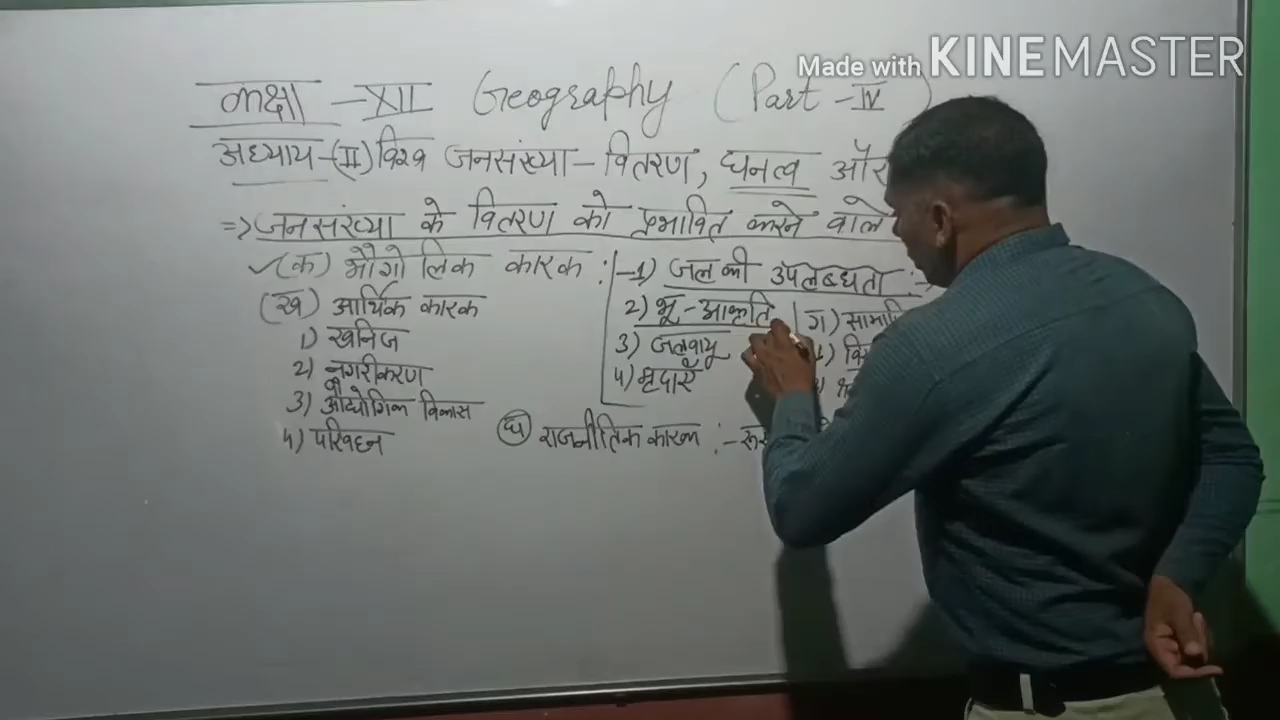 Made with KINEMASTER
कक्षा -XII Geography (Part-IV)
अध्याय-(II) विश्व जनसंख्या - वितरण, घनत्व और
=> जनसंख्या के वितरण को प्रभावित करने वाले
✓(क) भौगोलिक कारक :-1) जल की उपलब्धता :-
2) भू-आकृति
3) जलवायू
4) मृदाएँ
(ख) आर्थिक कारक
1) खनिज
2) नगरीकरण
3) औद्योगिक विकास
4) परिवहन
ग)
1)
(घ) राजनीतिक कारक :-